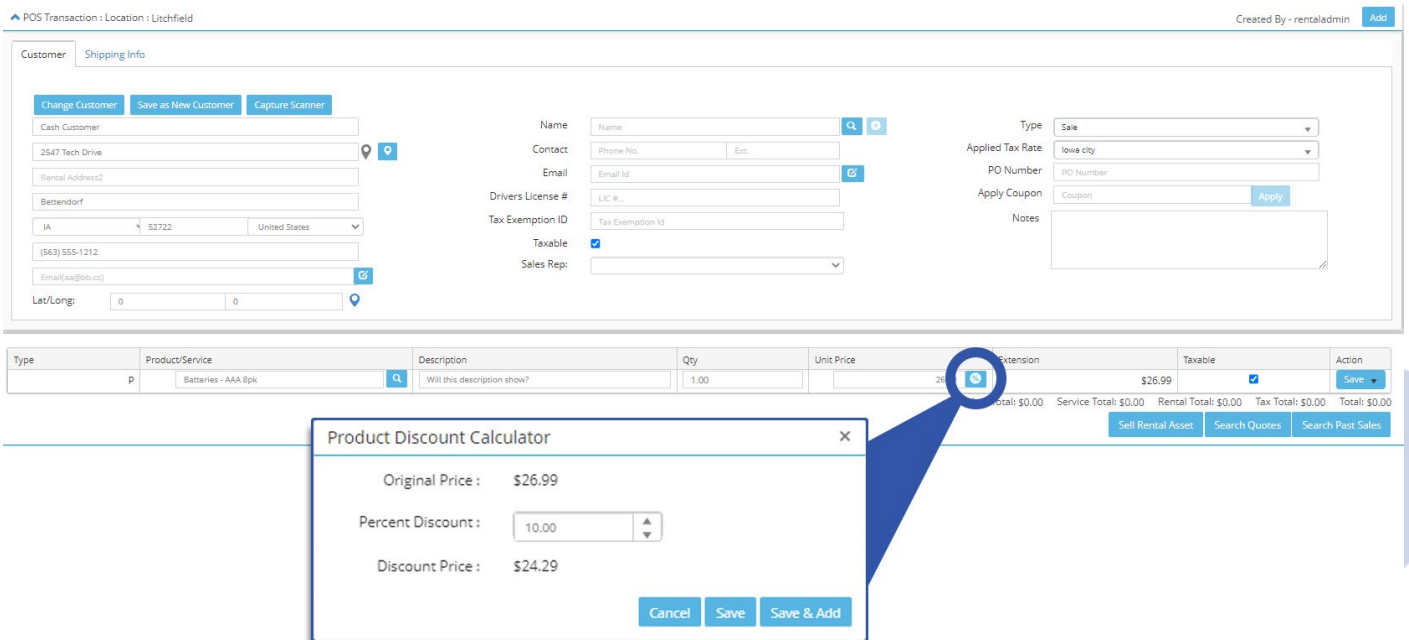 POS Transaction : Location : Litchfield
Created By - rentaladmin Add
Customer Shipping Info
Change Customer Save as New Customer Capture Scanner
Cash Customer
2547 Tech Drive
Rental Address2
Bettendorf
IA 52722 United States
(563) 555-1212
Email(aa@bb.cc)
Lat/Long: 0 0
Name Name
Contact Phone No. Ext.
Email Email Id
Drivers License # LIC #...
Tax Exemption ID Tax Exemption Id
Taxable
Sales Rep:
Type Sale
Applied Tax Rate Iowa city
PO Number PO Number
Apply Coupon Coupon Apply
Notes
Type Product/Service Description Qty Unit Price Extension Taxable Action
P Batteries - AAA 8pk Will this description show? 1.00 26 $26.99 Save
Total: $0.00 Service Total: $0.00 Rental Total: $0.00 Tax Total: $0.00 Total: $0.00
Sell Rental Asset Search Quotes Search Past Sales
Product Discount Calculator ×
Original Price : $26.99
Percent Discount : 10.00
Discount Price : $24.29
Cancel Save Save & Add